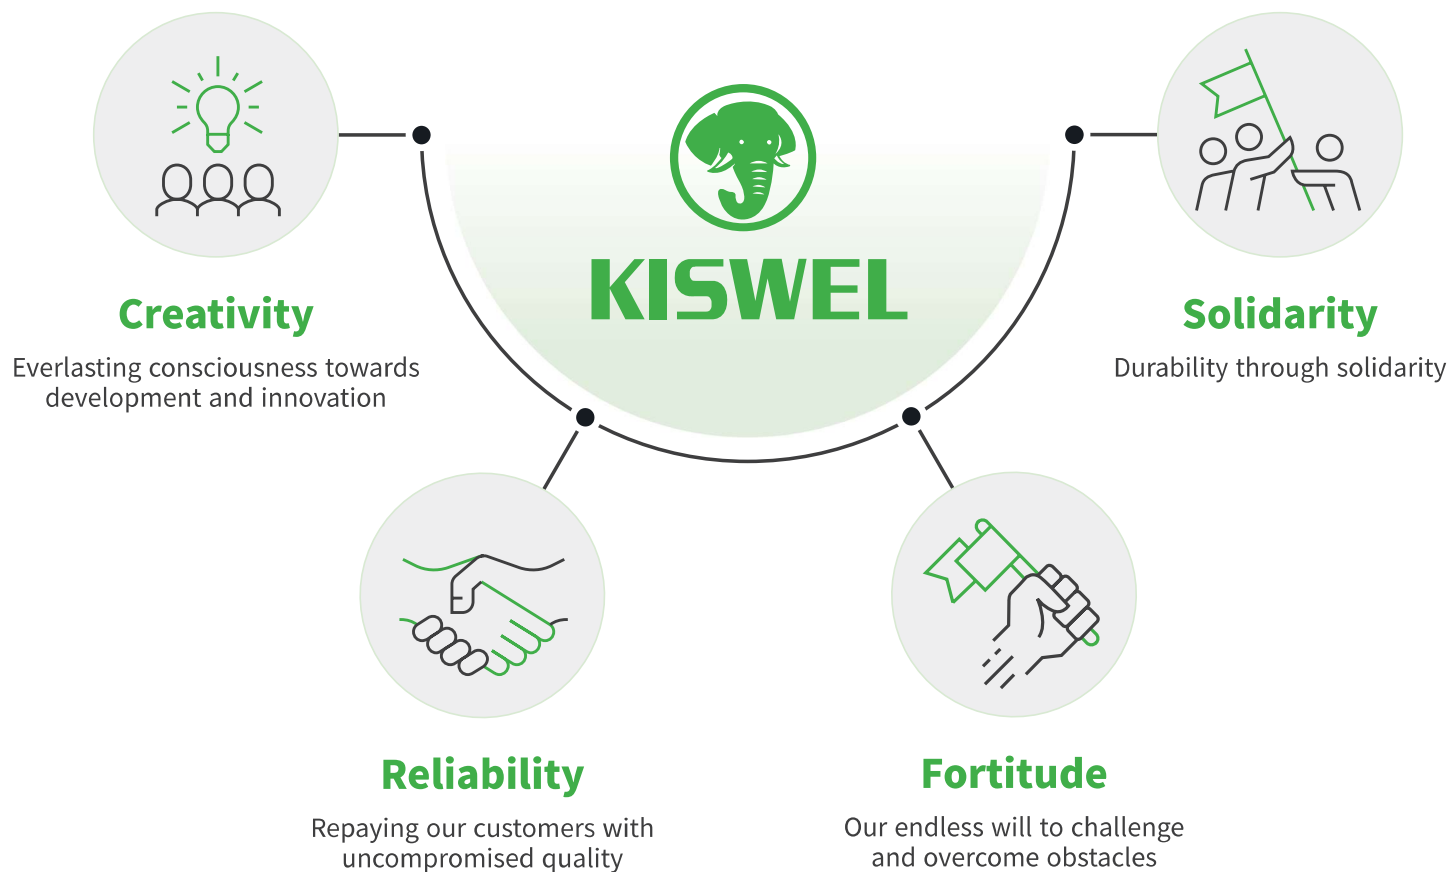 KISWEL
Creativity
Everlasting consciousness towards
development and innovation
Solidarity
Durability through solidarity
Reliability
Repaying our customers with
uncompromised quality
Fortitude
Our endless will to challenge
and overcome obstacles